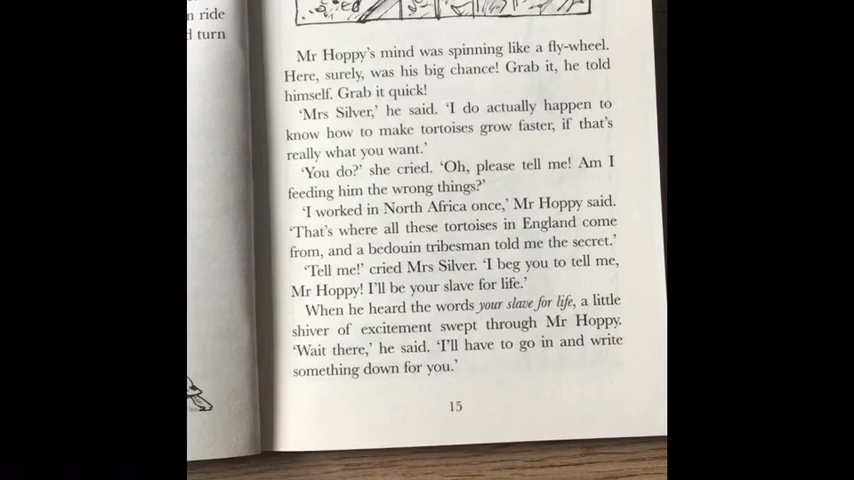 n ride
d turn
Mr Hoppy's mind was spinning like a fly-wheel.
Here, surely, was his big chance! Grab it, he told
himself. Grab it quick!
‘Mrs Silver,’ he said. ‘I do actually happen to
know how to make tortoises grow faster, if that's
really what you want.’
‘You do?’ she cried. ‘Oh, please tell me! Am I
feeding him the wrong things?’
‘I worked in North Africa once,’ Mr Hoppy said.
‘That's where all these tortoises in England come
from, and a bedouin tribesman told me the secret.’
‘Tell me!’ cried Mrs Silver. ‘I beg you to tell me,
Mr Hoppy! I'll be your slave for life.’
When he heard the words your slave for life, a little
shiver of excitement swept through Mr Hoppy.
‘Wait there,’ he said. ‘I'll have to go in and write
something down for you.’
15